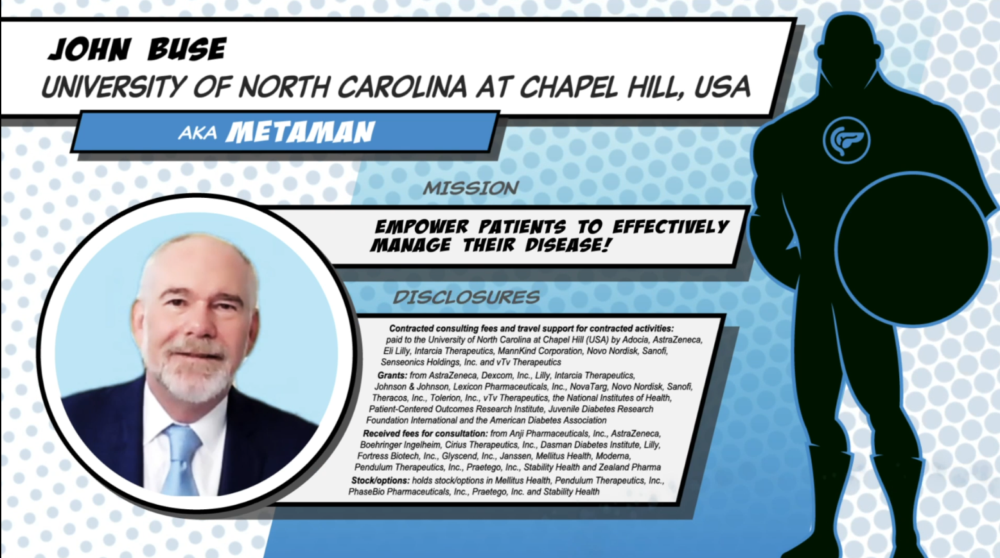 JOHN BUSE
UNIVERSITY OF NORTH CAROLINA AT CHAPEL HILL, USA
AKA METAMAN
MISSION
EMPOWER PATIENTS TO EFFECTIVELY
MANAGE THEIR DISEASE!
DISCLOSURES
Contracted consulting fees and travel support for contracted activities:
paid to the University of North Carolina at Chapel Hill (USA) by Adocia, AstraZeneca,
Eli Lilly, Intarcia Therapeutics, MannKind Corporation, Novo Nordisk, Sanofi,
Senseonics Holdings, Inc. and vTv Therapeutics
Grants: from AstraZeneca, Dexcom, Inc., Lilly, Intarcia Therapeutics,
Johnson & Johnson, Lexicon Pharmaceuticals, Inc., NovaTarg, Novo Nordisk, Sanofi,
Theracos, Inc., Tolerion, Inc., vTv Therapeutics, the National Institutes of Health,
Patient-Centered Outcomes Research Institute, Juvenile Diabetes Research
Foundation International and the American Diabetes Association
Received fees for consultation: from Anji Pharmaceuticals, Inc., AstraZeneca,
Boehringer Ingelheim, Cirius Therapeutics, Inc., Dasman Diabetes Institute, Lilly,
Fortress Biotech, Inc., Glyscend, Inc., Janssen, Mellitus Health, Moderna,
Pendulum Therapeutics, Inc., Praetego, Inc., Stability Health and Zealand Pharma
Stock/options: holds stock/options in Mellitus Health, Pendulum Therapeutics, Inc.,
PhaseBio Pharmaceuticals, Inc., Praetego, Inc. and Stability Health